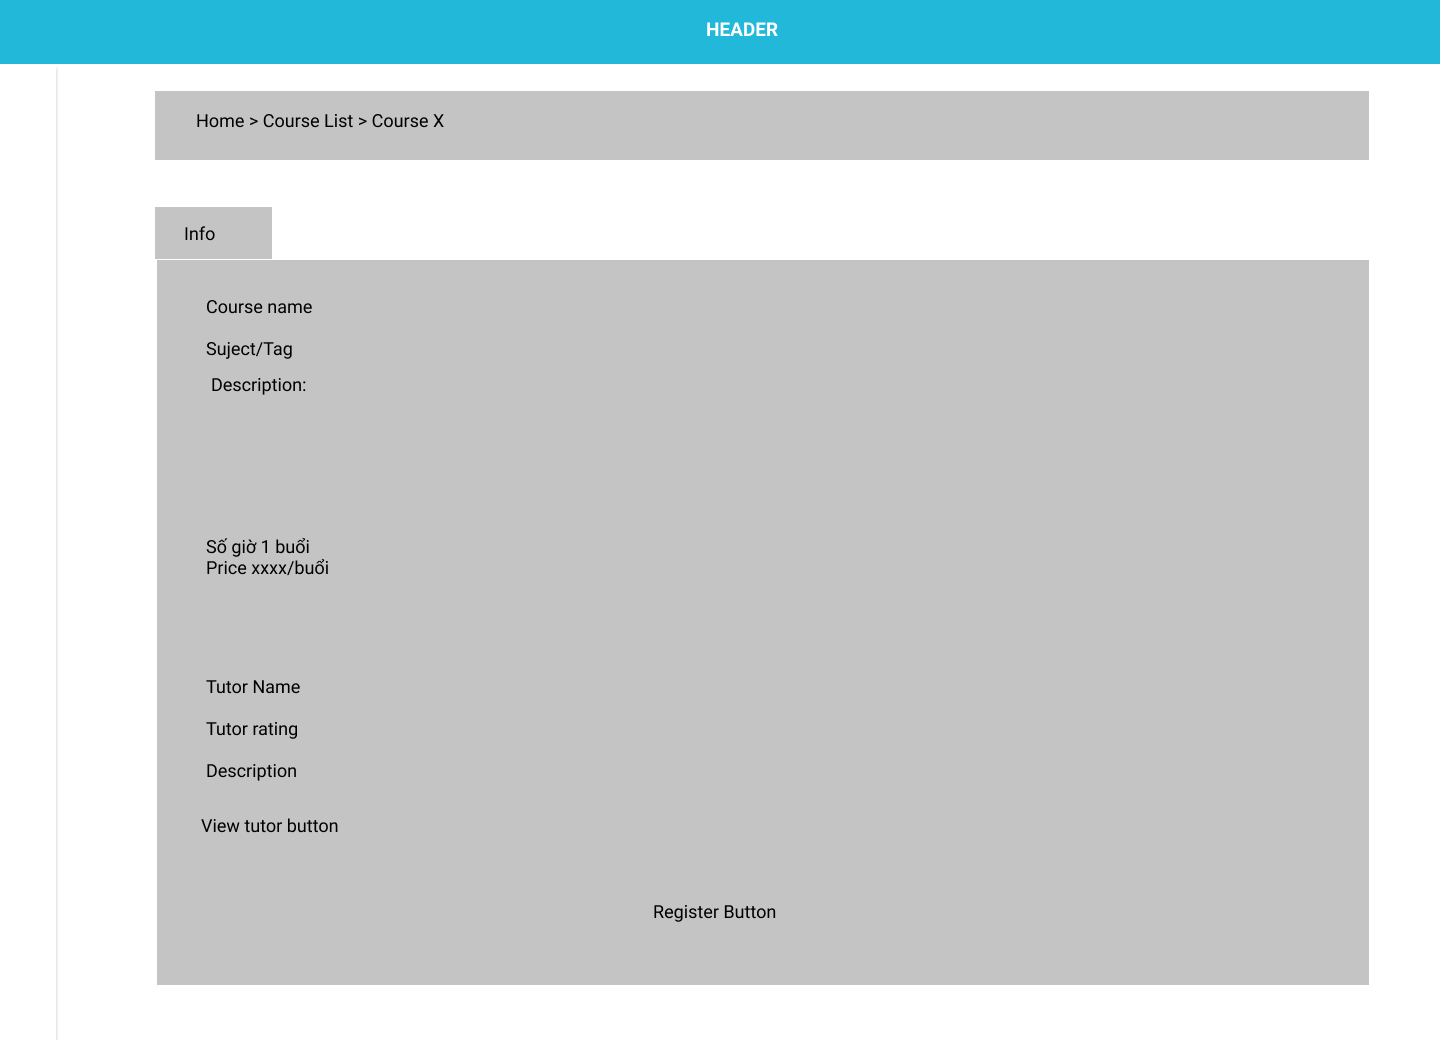 HEADER
Home > Course List > Course X
Info
Course name
Suject/Tag
Description:
Số giờ 1 buổi
Price xxxx/buổi
Tutor Name
Tutor rating
Description
View tutor button
Register Button